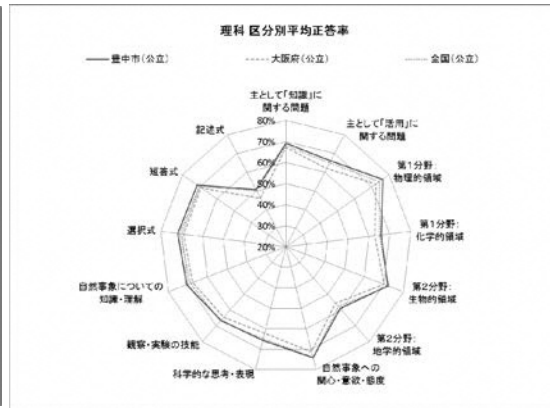 理科 区分別平均正答率
豊中市(公立)
大阪府(公立)
全国(公立)
主として「知識」に
関する問題
主として「活用」に
関する問題
第1分野:
物理的領域
第1分野:
化学的領域
第2分野:
生物的領域
第2分野:
地学的領域
自然事象への
関心・意欲・態度
科学的な思考・表現
観察・実験の技能
自然事象についての
知識・理解
選択式
短答式
記述式
80%
70%
60%
50%
40%
30%
20%